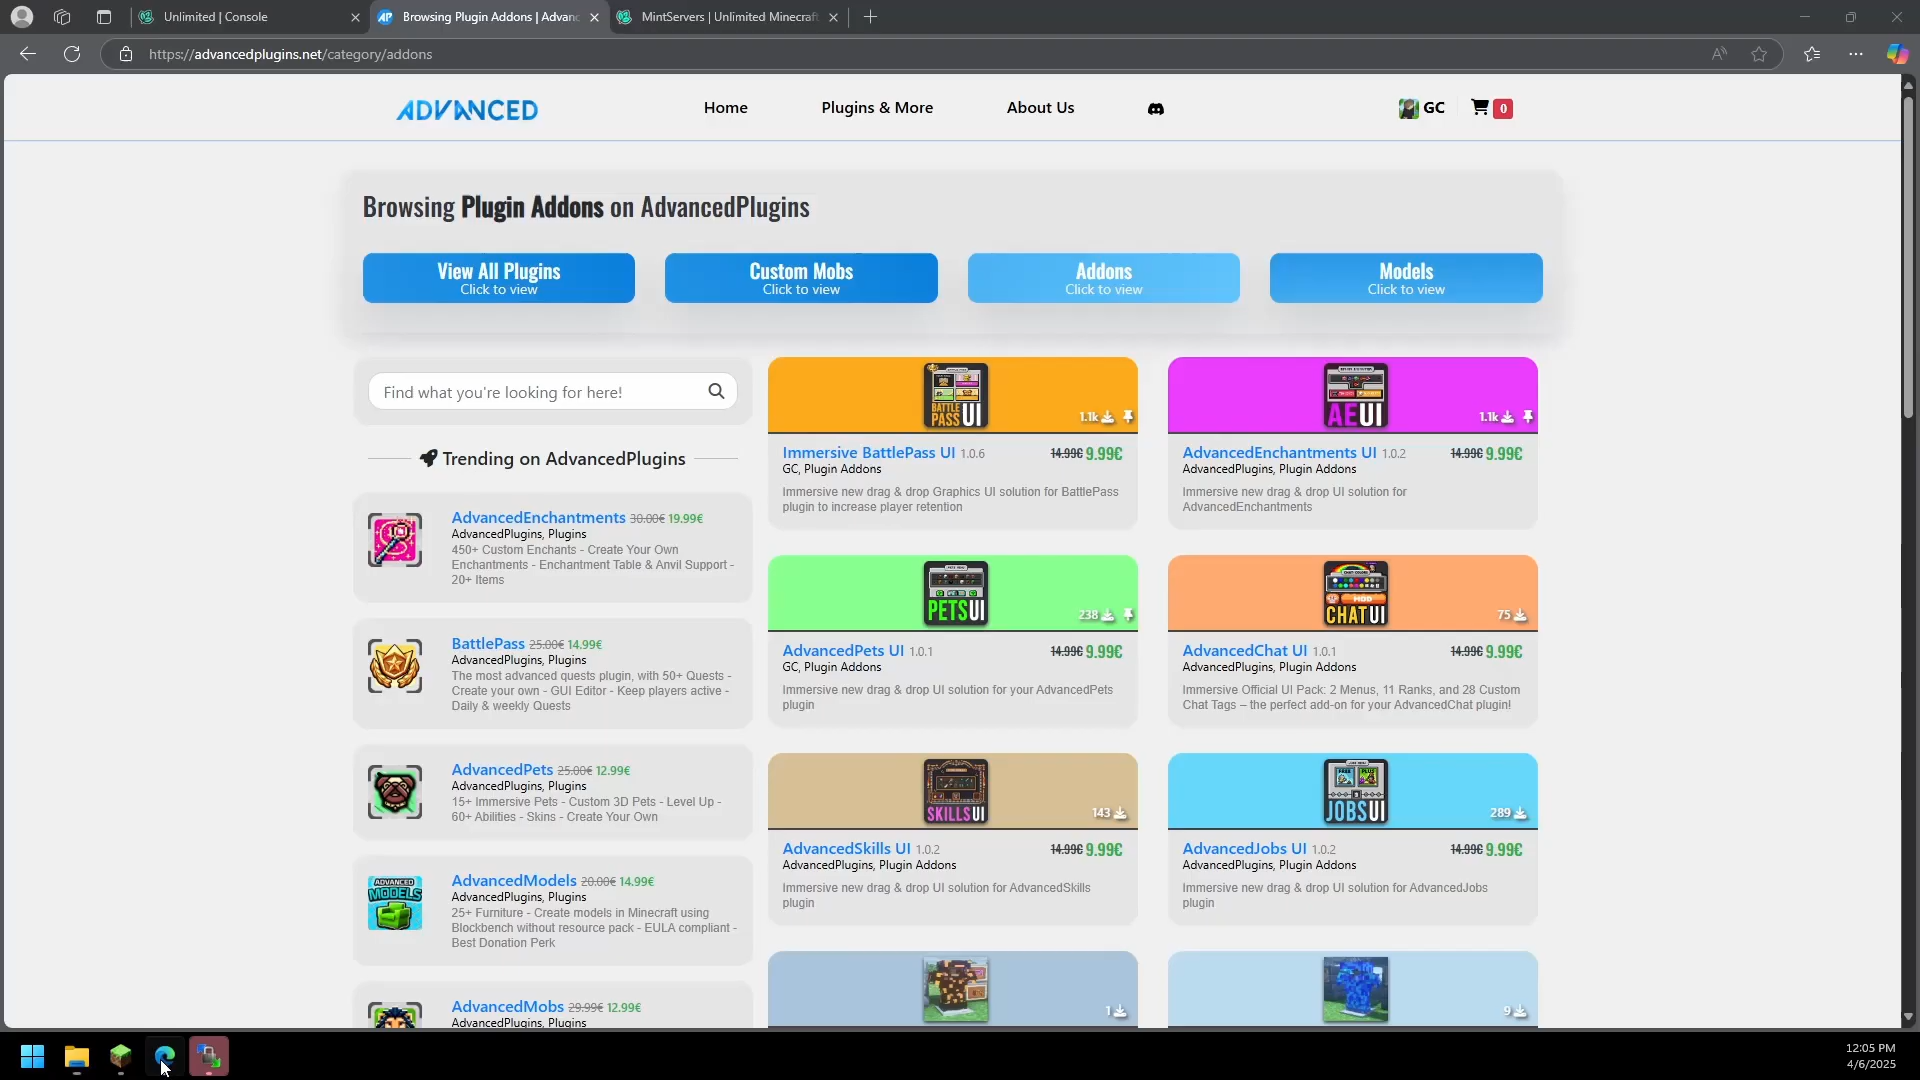 Unlimited | Console
Browsing Plugin Addons | Advanc
MintServers | Unlimited Minecraft
https://advancedplugins.net/category/addons
ADVANCED
Home
Plugins & More
About Us
GC
0
Browsing Plugin Addons on AdvancedPlugins
View All Plugins
Click to view
Custom Mobs
Click to view
Addons
Click to view
Models
Click to view
Find what you're looking for here!
Trending on AdvancedPlugins
AdvancedEnchantments 30.00€ 19.99€
AdvancedPlugins, Plugins
450+ Custom Enchants - Create Your Own
Enchantments - Enchantment Table & Anvil Support -
20+ Items
BattlePass 25.00€ 14.99€
AdvancedPlugins, Plugins
The most advanced quests plugin, with 50+ Quests -
Create your own - GUI Editor - Keep players active -
Daily & weekly Quests
AdvancedPets 25.00€ 12.99€
AdvancedPlugins, Plugins
15+ Immersive Pets - Custom 3D Pets - Level Up -
60+ Abilities - Skins - Create Your Own
ADVANCED
MODELS
AdvancedModels 20.00€ 14.99€
AdvancedPlugins, Plugins
25+ Furniture - Create models in Minecraft using
Blockbench without resource pack - EULA compliant -
Best Donation Perk
AdvancedMobs 29.99€ 12.99€
AdvancedPlugins, Plugins
BATTLE
PASS UI
1.1k
Immersive BattlePass UI 1.0.6
14.99€ 9.99€
GC, Plugin Addons
Immersive new drag & drop Graphics UI solution for BattlePass
plugin to increase player retention
AEUI
1.1k
AdvancedEnchantments UI 1.0.2
14.99€ 9.99€
AdvancedPlugins, Plugin Addons
Immersive new drag & drop UI solution for
AdvancedEnchantments
PETSUI
238
AdvancedPets UI 1.0.1
14.99€ 9.99€
GC, Plugin Addons
Immersive new drag & drop UI solution for your AdvancedPets
plugin
MOD
CHATUI
75
AdvancedChat UI 1.0.1
14.99€ 9.99€
AdvancedPlugins, Plugin Addons
Immersive Official UI Pack: 2 Menus, 11 Ranks, and 28 Custom
Chat Tags – the perfect add-on for your AdvancedChat plugin!
SKILLSUI
143
AdvancedSkills UI 1.0.2
14.99€ 9.99€
AdvancedPlugins, Plugin Addons
Immersive new drag & drop UI solution for AdvancedSkills
plugin
JOBSUI
289
AdvancedJobs UI 1.0.2
14.99€ 9.99€
AdvancedPlugins, Plugin Addons
Immersive new drag & drop UI solution for AdvancedJobs
plugin
1
9
12:05 PM
4/6/2025